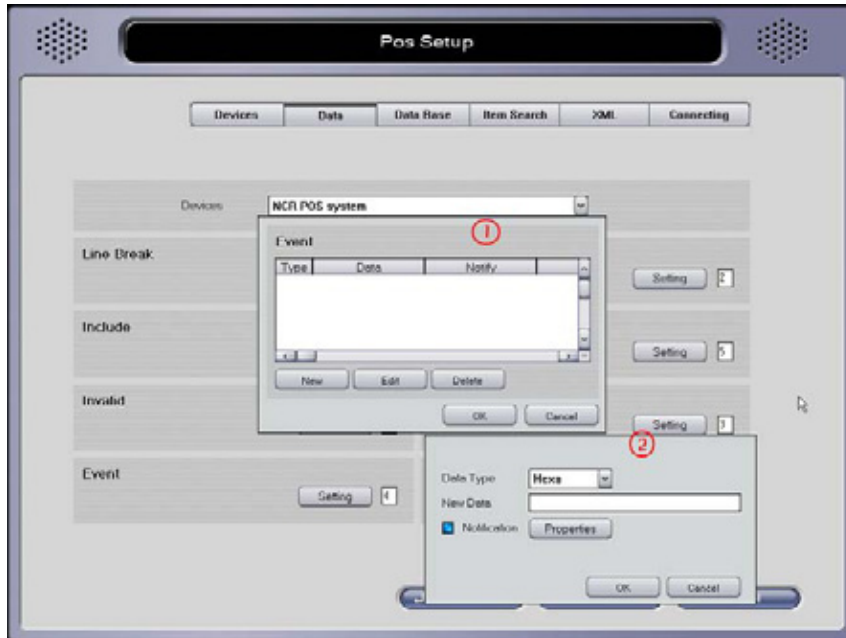 Pos Setup
Devices Data Data Base Item Search XML Connecting
Devices NCR POS system
1
Event
Type Data Notify
New Edit Delete
OK Cancel
Line Break
Setting 2
Include
Setting 5
Invalid
Setting 3
Event
Setting 4
2
Data Type Hexa
New Data
Notification Properties
OK Cancel